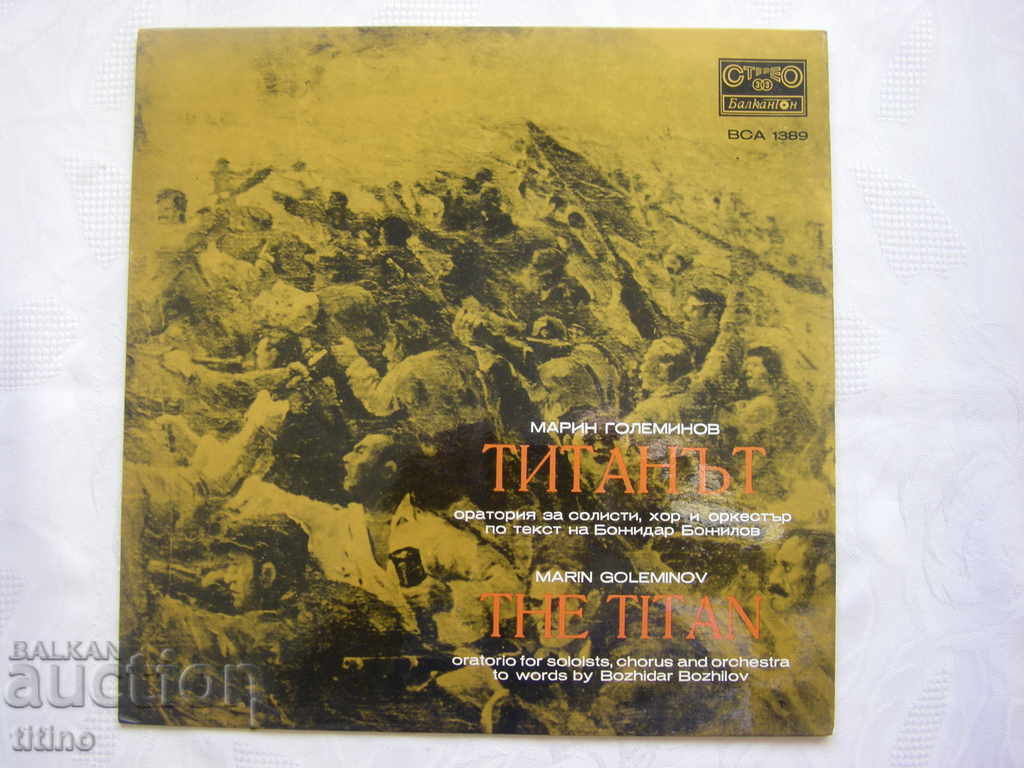 СТЕРЕО
33
Балкантон
ВСА 1389
МАРИН ГОЛЕМИНОВ
ТИТАНЪТ
оратория за солисти, хор и оркестър
по текст на Божидар Божилов
MARIN GOLEMINOV
THE TITAN
oratorio for soloists, chorus and orchestra
to words by Bozhidar Bozhilov
BALKAN
auction
titino